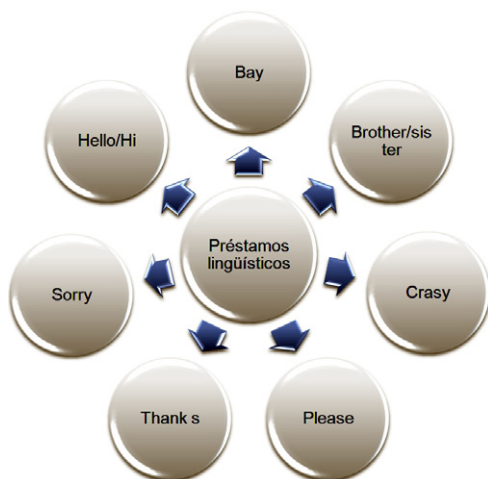 Bay
Hello/Hi
Brother/sis
ter
Préstamos
lingüísticos
Sorry
Crasy
Thank s
Please